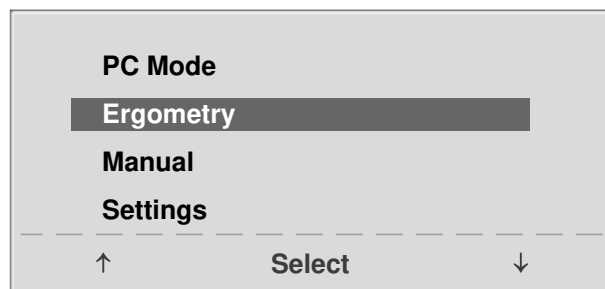 PC Mode
Ergometry
Manual
Settings
↑ Select ↓